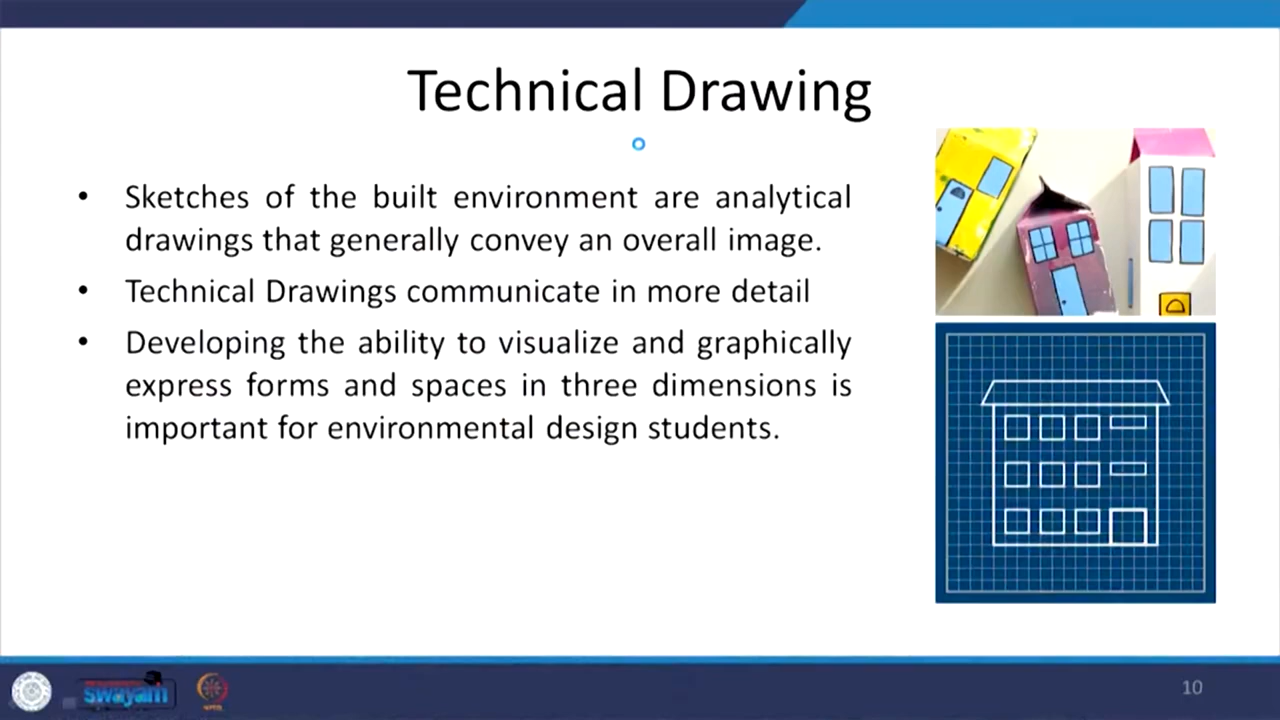 Technical Drawing
• Sketches of the built environment are analytical
drawings that generally convey an overall image.
• Technical Drawings communicate in more detail
• Developing the ability to visualize and graphically
express forms and spaces in three dimensions is
important for environmental design students.
swayam
10